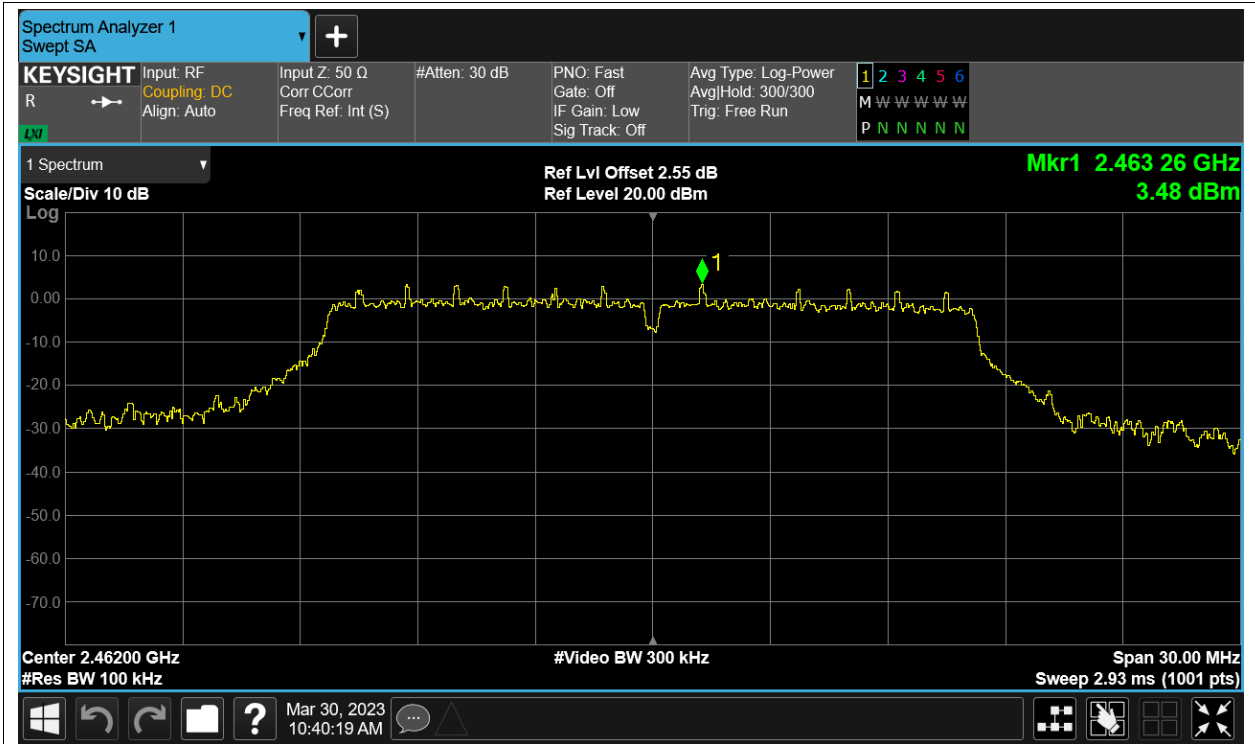 Spectrum Analyzer 1
Swept SA
KEYSIGHT
R
LXI
Input: RF
Coupling: DC
Align: Auto
Input Z: 50 Ω
Corr CCorr
Freq Ref: Int (S)
#Atten: 30 dB
PNO: Fast
Gate: Off
IF Gain: Low
Sig Track: Off
Avg Type: Log-Power
Avg|Hold: 300/300
Trig: Free Run
1 2 3 4 5 6
M W W W W W
P N N N N N
1 Spectrum
Scale/Div 10 dB
Log
Ref Lvl Offset 2.55 dB
Ref Level 20.00 dBm
Mkr1 2.463 26 GHz
3.48 dBm
1
10.0
0.00
-10.0
-20.0
-30.0
-40.0
-50.0
-60.0
-70.0
Center 2.46200 GHz
#Res BW 100 kHz
#Video BW 300 kHz
Span 30.00 MHz
Sweep 2.93 ms (1001 pts)
?
Mar 30, 2023
10:40:19 AM